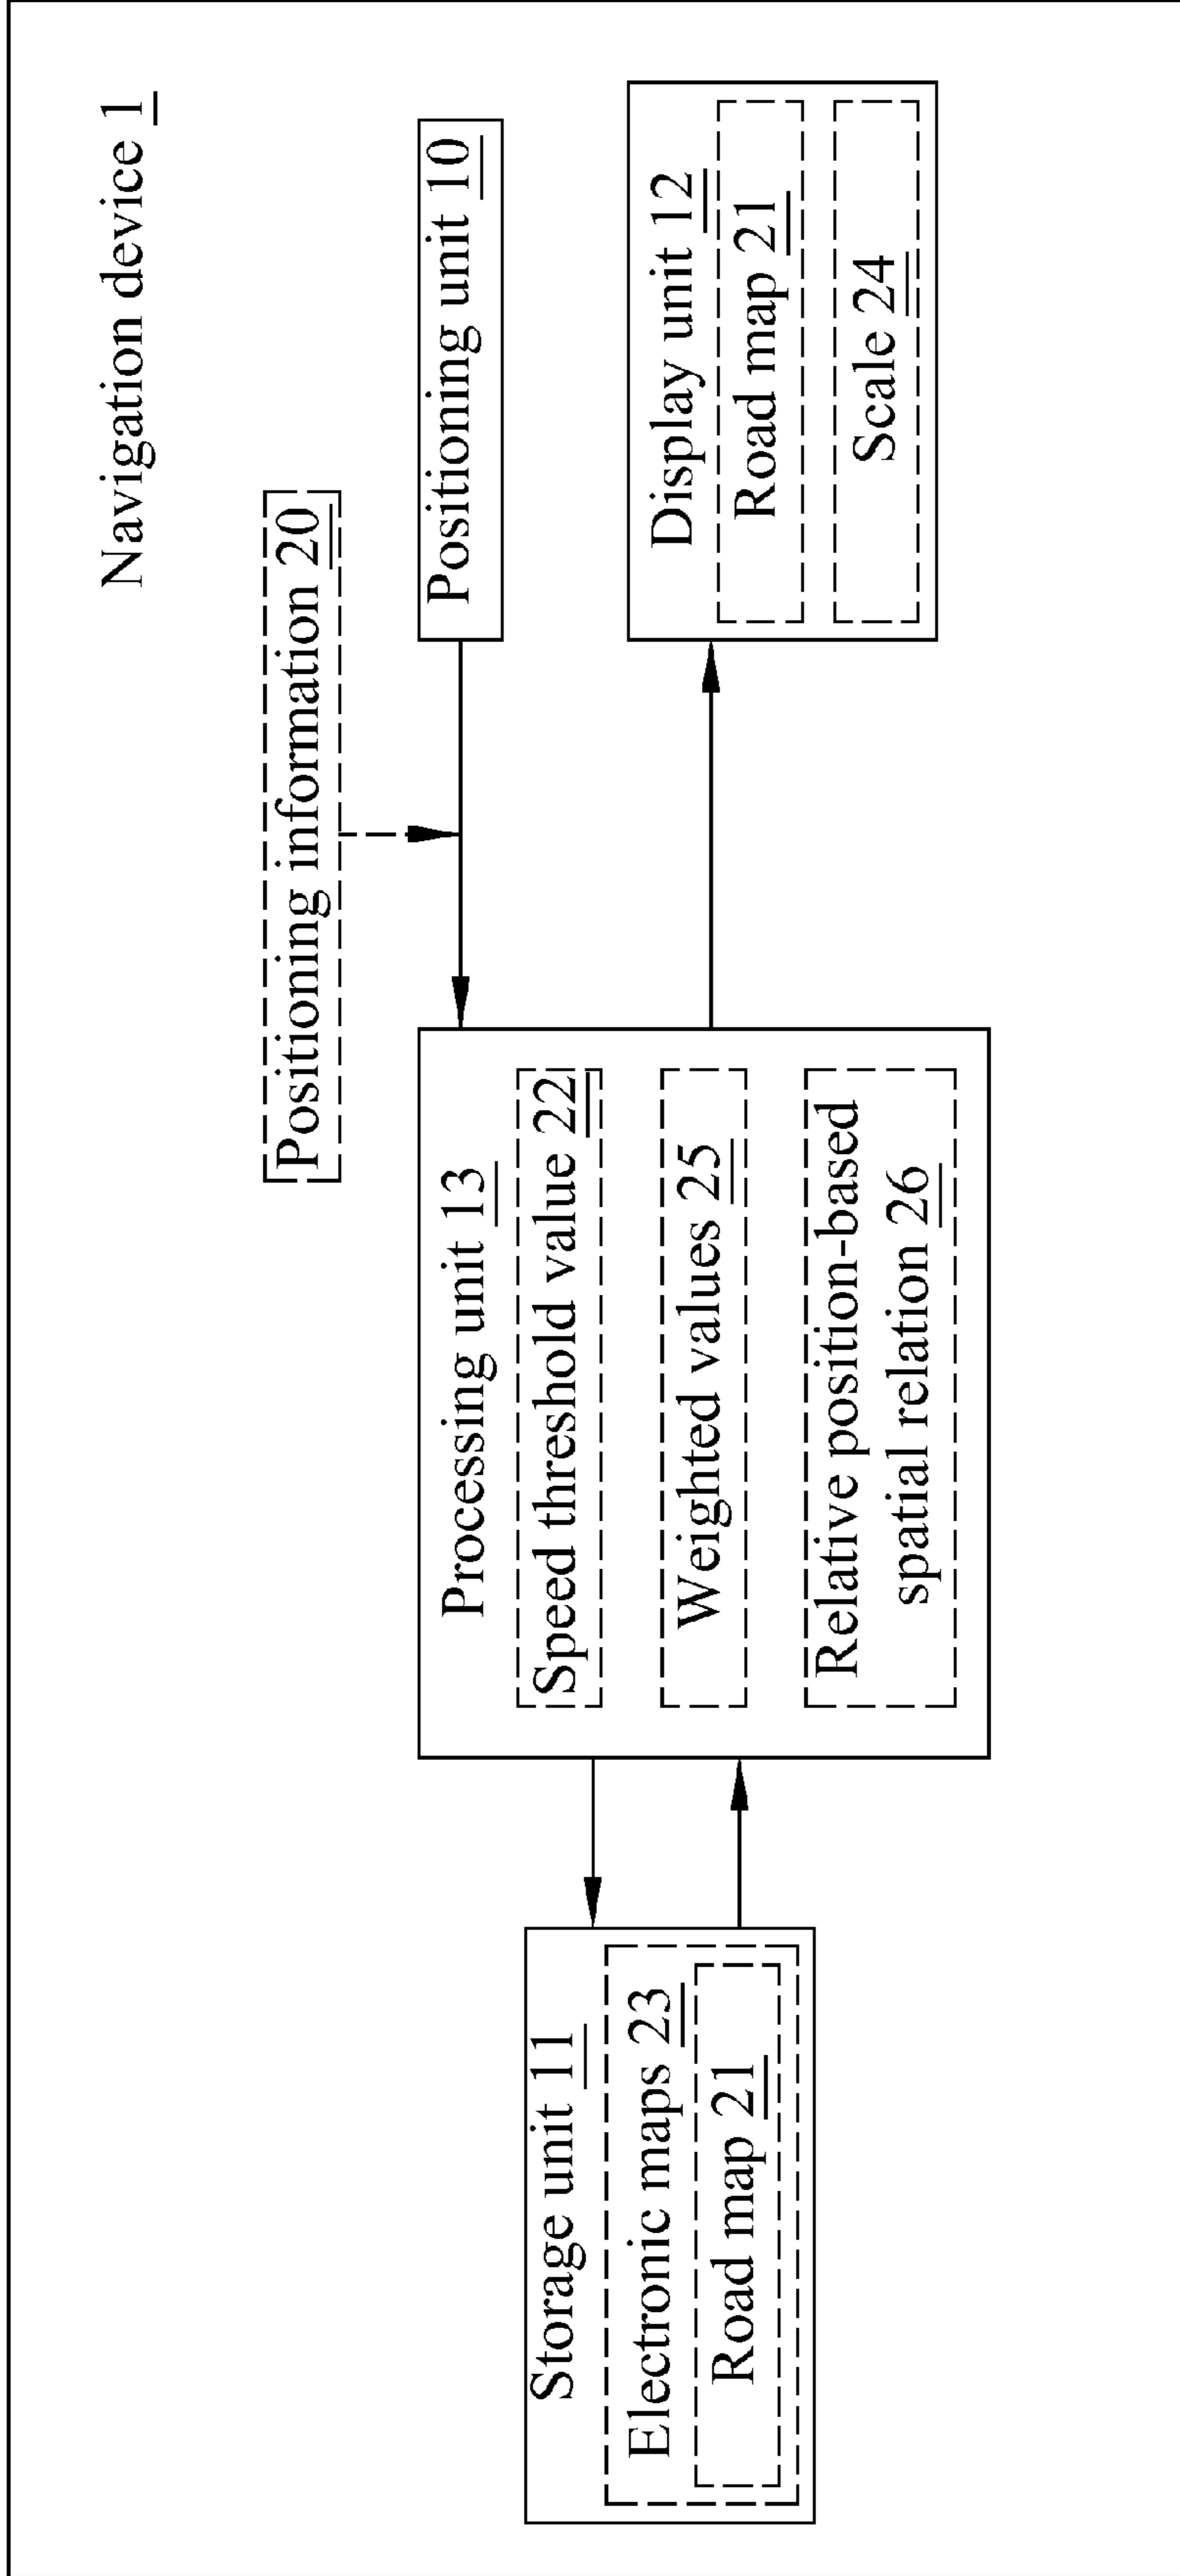 Navigation device 1
Positioning information 20
Positioning unit 10
Processing unit 13
Speed threshold value 22
Weighted values 25
Relative position-based
spatial relation 26
Storage unit 11
Electronic maps 23
Road map 21
Display unit 12
Road map 21
Scale 24